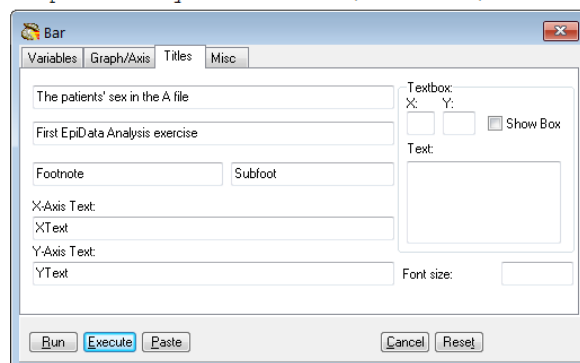 Bar
Variables Graph/Axis Titles Misc
The patients' sex in the A file
First EpiData Analysis exercise
Footnote Subfoot
X-Axis Text:
XText
Y-Axis Text:
YText
Textbox:
X: Y:
Show Box
Text:
Font size:
Run Execute Paste Cancel Reset